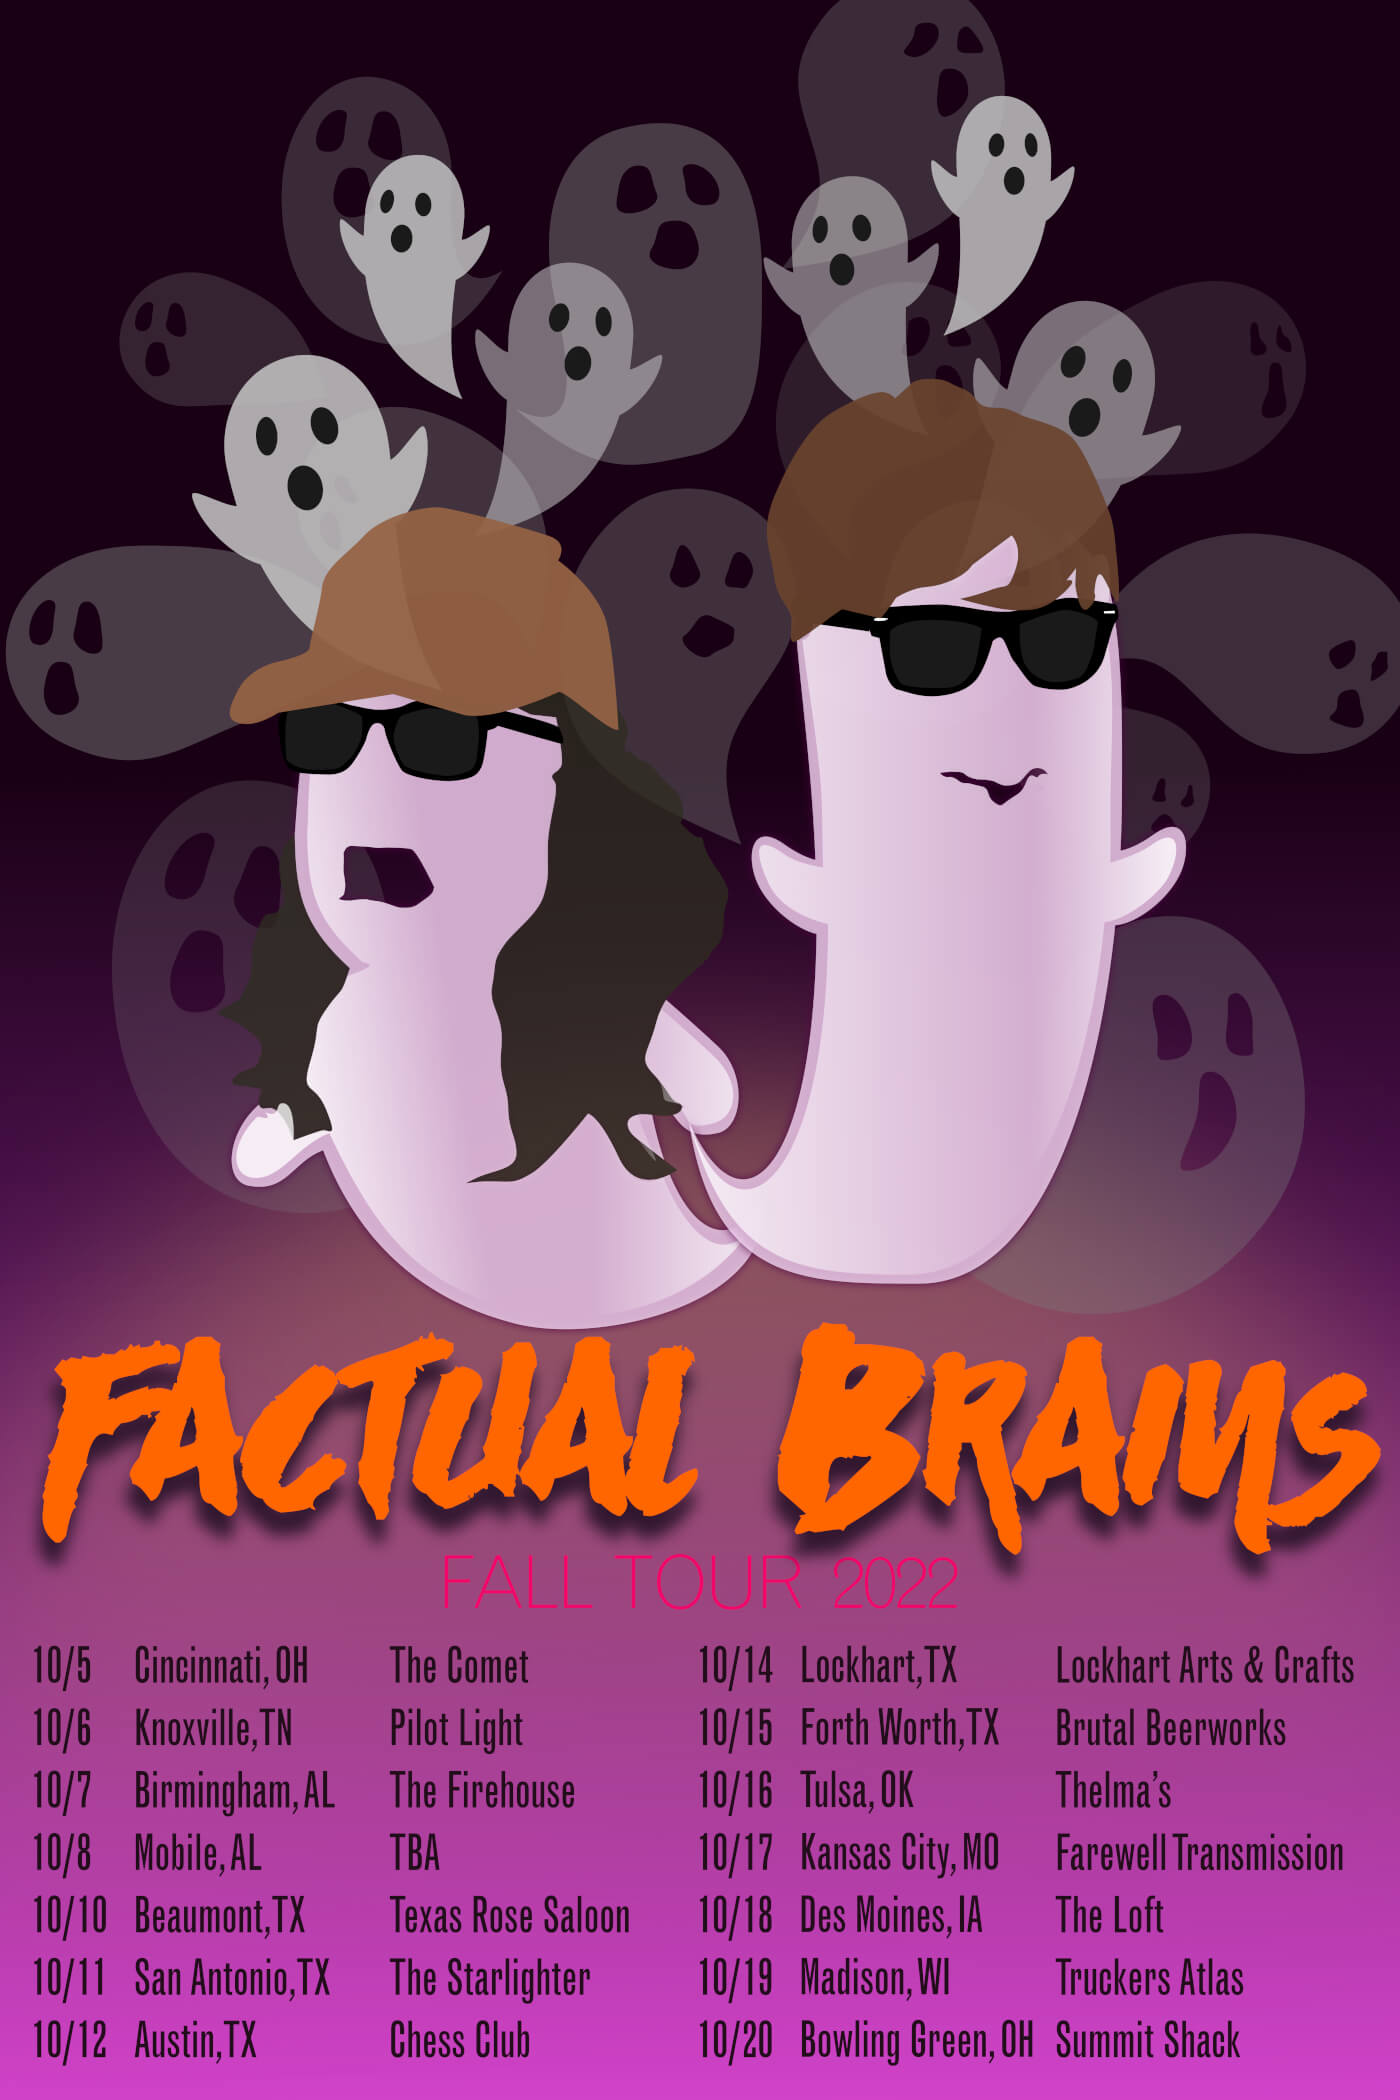 Factual Brains
FALL TOUR 2022
10/5 Cincinnati, OH The Comet
10/6 Knoxville, TN Pilot Light
10/7 Birmingham, AL The Firehouse
10/8 Mobile, AL TBA
10/10 Beaumont, TX Texas Rose Saloon
10/11 San Antonio, TX The Starlighter
10/12 Austin, TX Chess Club
10/14 Lockhart, TX Lockhart Arts & Crafts
10/15 Forth Worth, TX Brutal Beerworks
10/16 Tulsa, OK Thelma's
10/17 Kansas City, MO Farewell Transmission
10/18 Des Moines, IA The Loft
10/19 Madison, WI Truckers Atlas
10/20 Bowling Green, OH Summit Shack